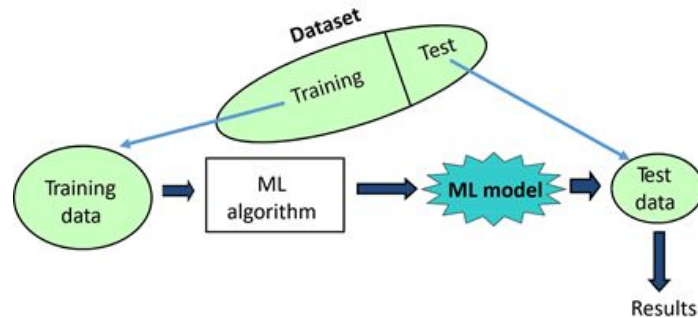 Dataset
Training
Test
Training
data
ML
algorithm
ML model
Test
data
Results